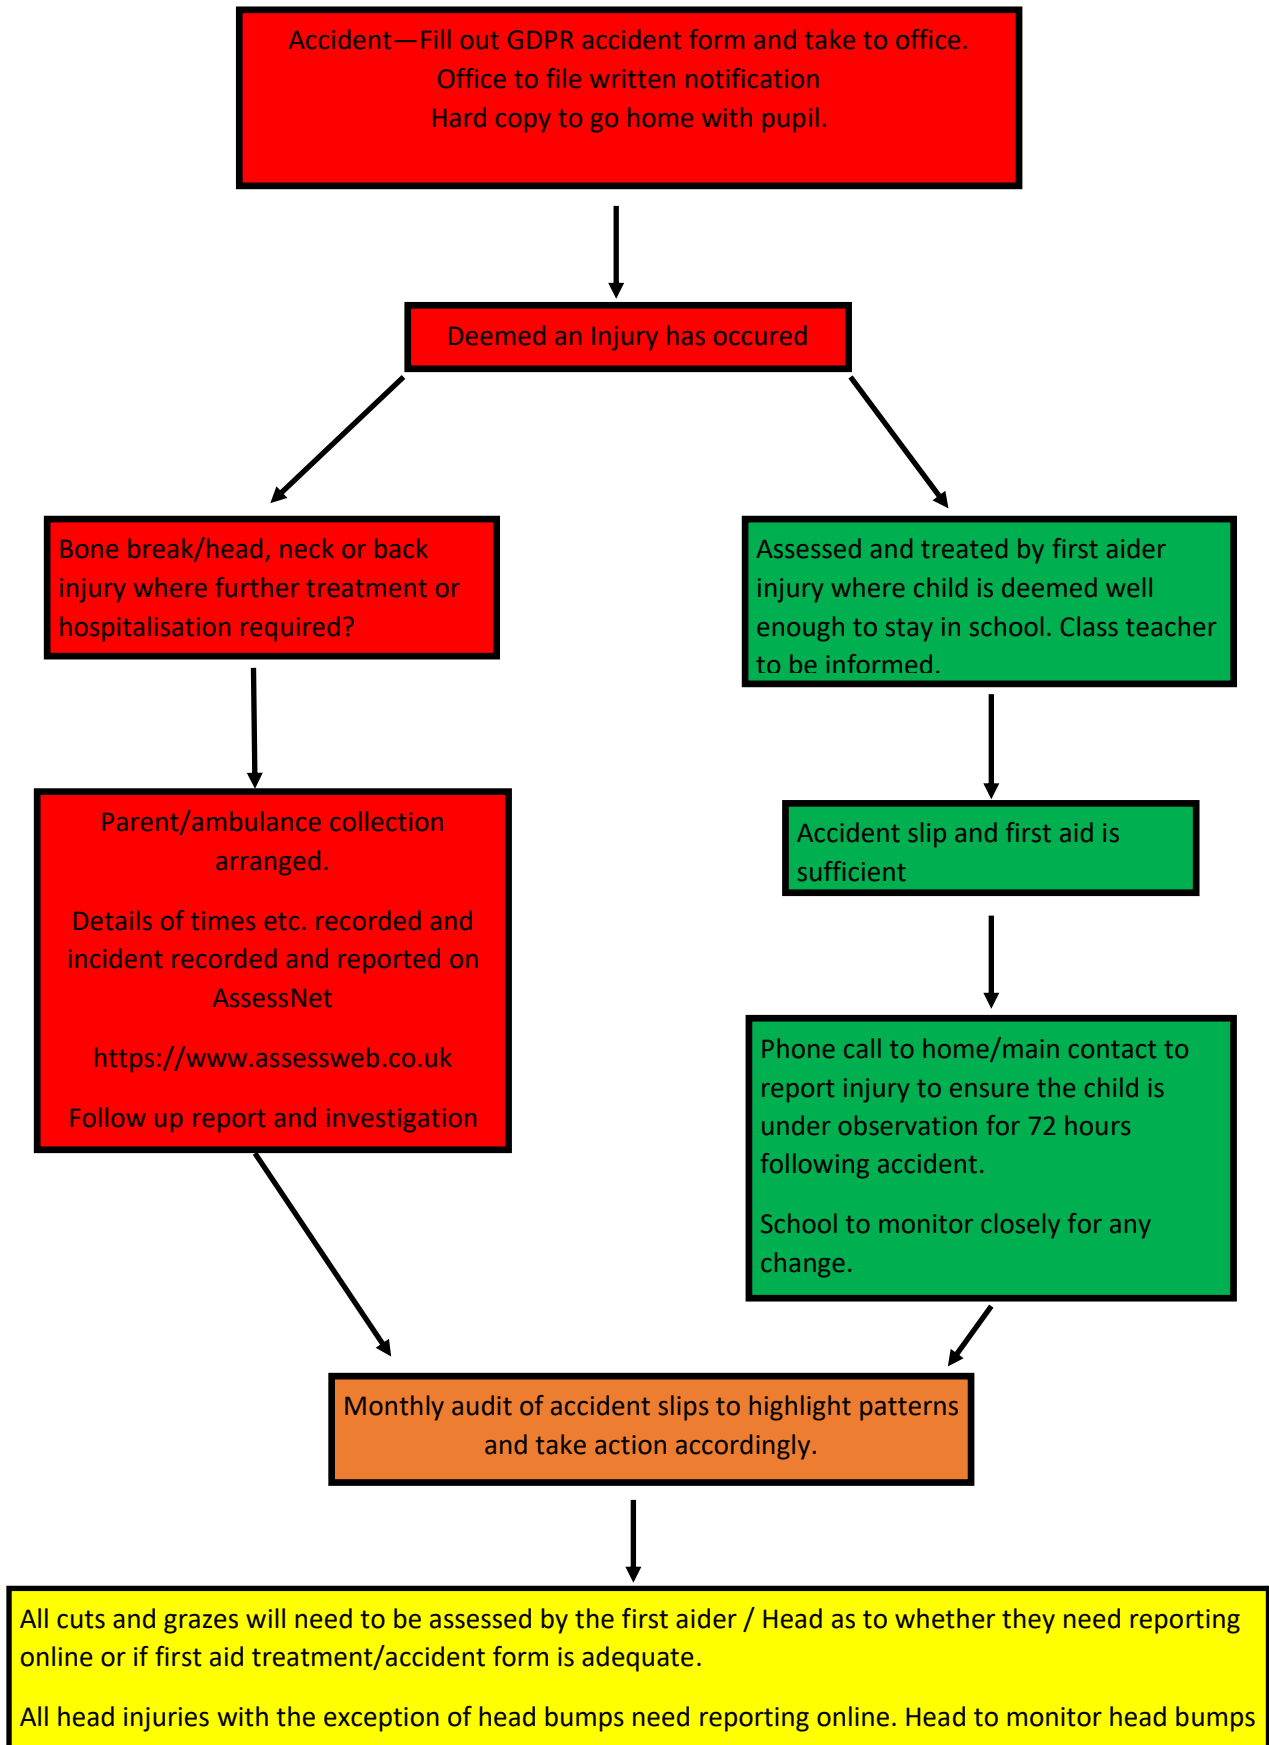 Accident—Fill out GDPR accident form and take to office.
Office to file written notification
Hard copy to go home with pupil.
Deemed an Injury has occured
Bone break/head, neck or back
injury where further treatment or
hospitalisation required?
Assessed and treated by first aider
injury where child is deemed well
enough to stay in school. Class teacher
to be informed.
Parent/ambulance collection
arranged.
Details of times etc. recorded and
incident recorded and reported on
AssessNet
https://www.assessweb.co.uk
Follow up report and investigation
Accident slip and first aid is
sufficient
Phone call to home/main contact to
report injury to ensure the child is
under observation for 72 hours
following accident.
School to monitor closely for any
change.
Monthly audit of accident slips to highlight patterns
and take action accordingly.
All cuts and grazes will need to be assessed by the first aider / Head as to whether they need reporting
online or if first aid treatment/accident form is adequate.
All head injuries with the exception of head bumps need reporting online. Head to monitor head bumps